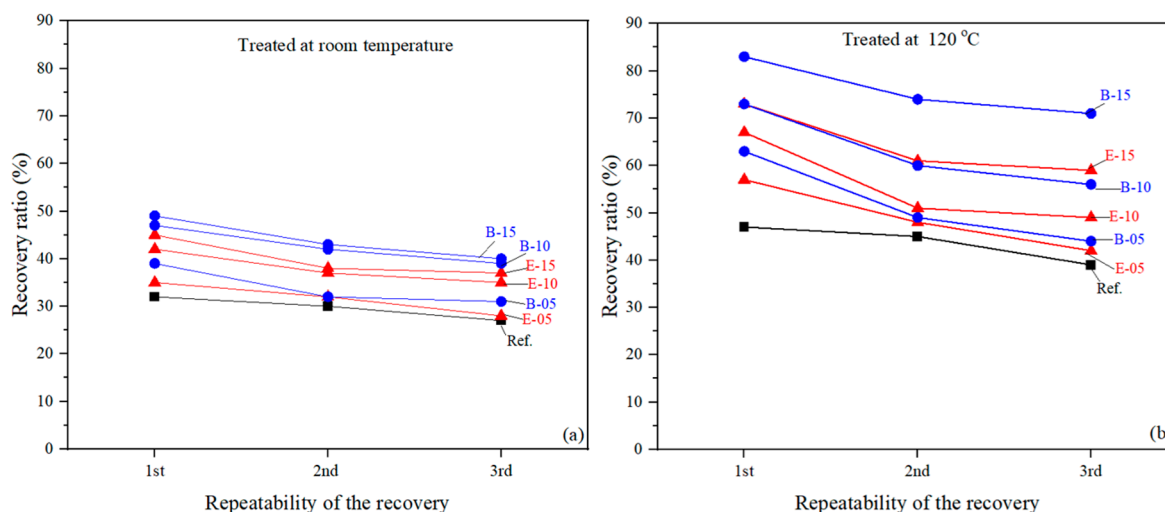 Treated at room temperature
Recovery ratio (%)
90
80
70
60
50
40
30
20
10
0
B-15
B-10
E-15
E-10
B-05
E-05
Ref.
(a)
1st
2nd
3rd
Repeatability of the recovery
Treated at 120 °C
Recovery ratio (%)
90
80
70
60
50
40
30
20
10
0
B-15
E-15
B-10
E-10
B-05
E-05
Ref.
(b)
1st
2nd
3rd
Repeatability of the recovery